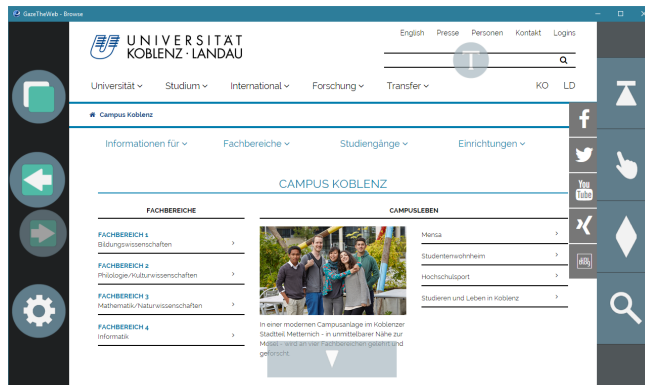 GazeTheWeb - Browse
English Presse Personen Kontakt Logins
UNIVERSITÄT
KOBLENZ · LANDAU
T
Universität Studium International Forschung Transfer KO LD
Campus Koblenz
Informationen für Fachbereiche Studiengänge Einrichtungen
f
You
Tube
CAMPUS KOBLENZ
FACHBEREICHE
CAMPUSLEBEN
FACHBEREICH 1
Bildungswissenschaften
FACHBEREICH 2
Philologie/Kulturwissenschaften
FACHBEREICH 3
Mathematik/Naturwissenschaften
FACHBEREICH 4
Informatik
Mensa
Studentenwohnheim
Hochschulsport
Studieren und Leben in Koblenz
In einer modernen Campusanlage im Koblenzer
Stadtteil Metternich - in unmittelbarer Nähe zur
Mosel - wird an vier Fachbereichen gelehrt und
geforscht.